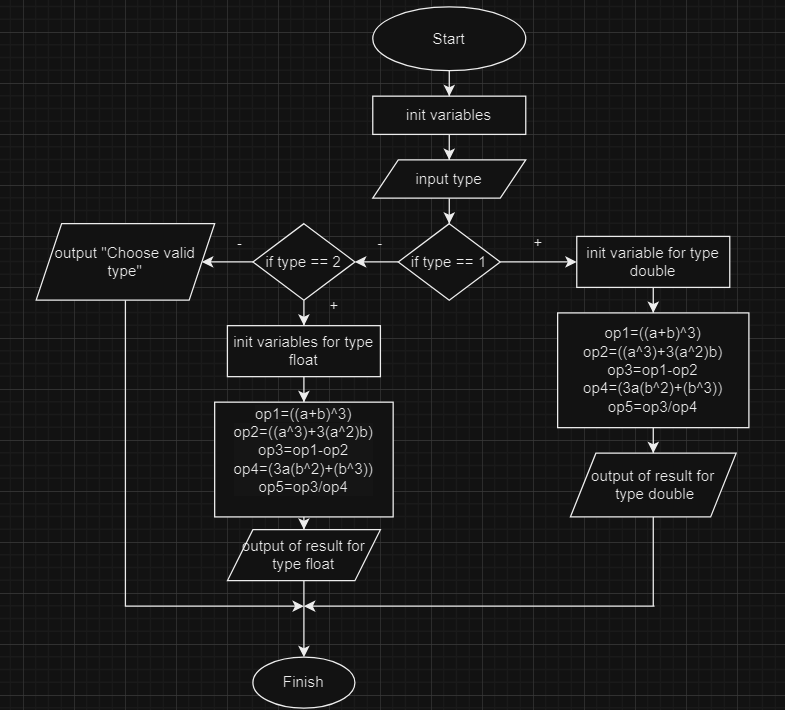 Start
init variables
input type
if type == 1
+
-
init variable for type
double
op1=((a+b)^3)
op2=((a^3)+3(a^2)b)
op3=op1-op2
op4=(3a(b^2)+(b^3))
op5=op3/op4
output of result for
type double
if type == 2
-
+
output "Choose valid
type"
init variables for type
float
op1=((a+b)^3)
op2=((a^3)+3(a^2)b)
op3=op1-op2
op4=(3a(b^2)+(b^3))
op5=op3/op4
output of result for
type float
Finish